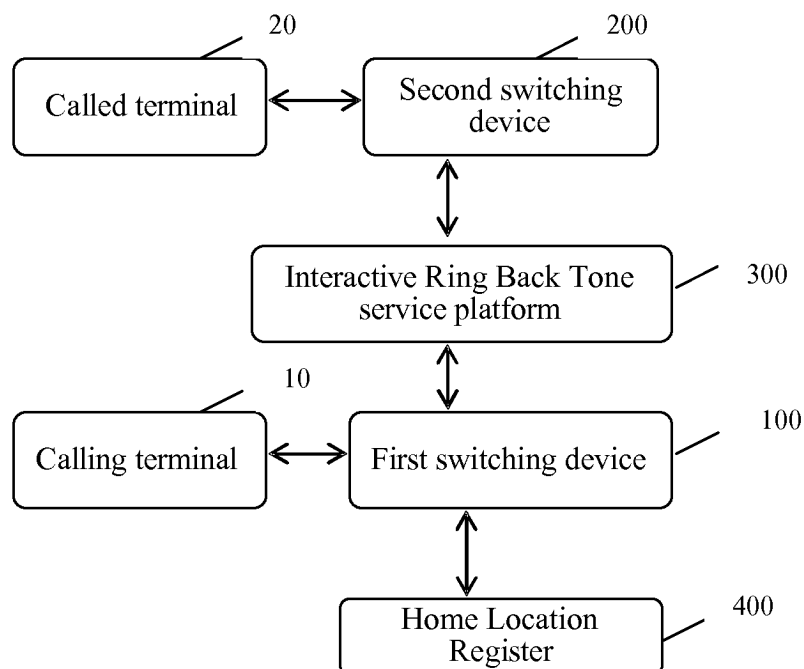 20
200
Called terminal
Second switching
device
Interactive Ring Back Tone
service platform
300
10
100
Calling terminal
First switching device
Home Location
Register
400